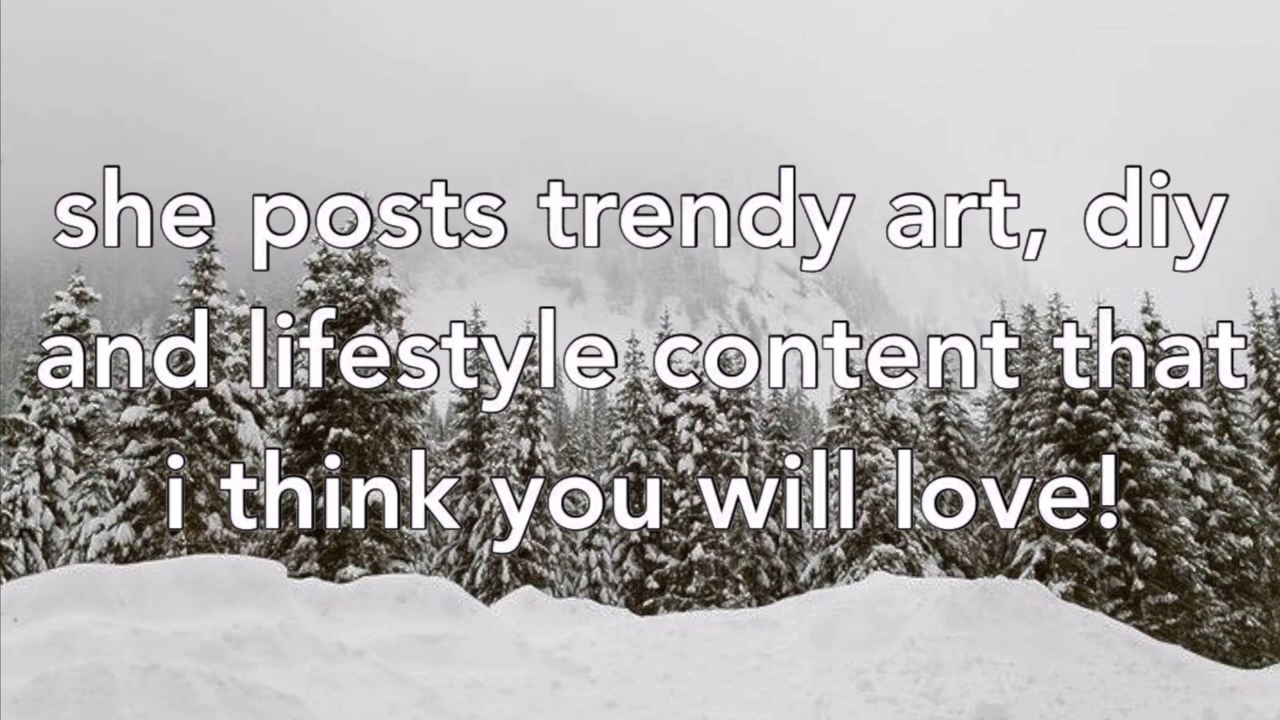 she posts trendy art, diy
and lifestyle content that
i think you will love!